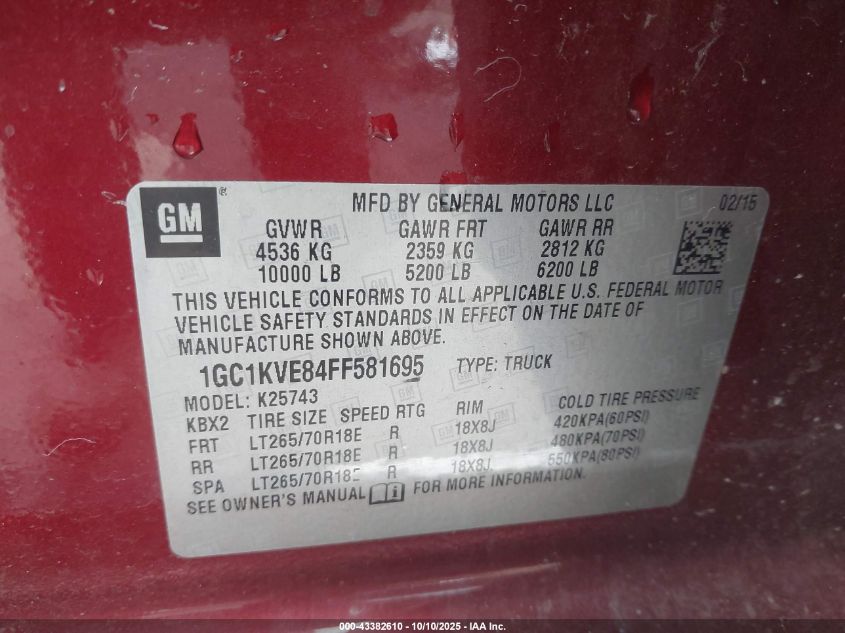 GM ® MFD BY GENERAL MOTORS LLC 02/15
GVWR GAWR FRT GAWR RR
4536 KG 2359 KG 2812 KG
10000 LB 5200 LB 6200 LB
THIS VEHICLE CONFORMS TO ALL APPLICABLE U.S. FEDERAL MOTOR
VEHICLE SAFETY STANDARDS IN EFFECT ON THE DATE OF
MANUFACTURE SHOWN ABOVE.
1GC1KVE84FF581695 TYPE: TRUCK
MODEL: K25743
KBX2 TIRE SIZE SPEED RTG RIM COLD TIRE PRESSURE
FRT LT265/70R18E R 18X8J 420KPA(60PSI)
RR LT265/70R18E R 18X8J 480KPA(70PSI)
SPA LT265/70R18E R 18X8J 550KPA(80PSI)
SEE OWNER'S MANUAL FOR MORE INFORMATION.
000-43382610 - 10/10/2025 - IAA Inc.